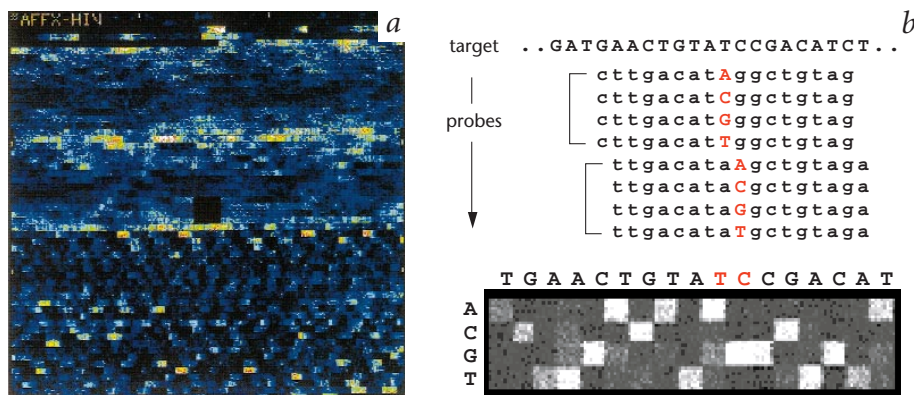 AFFX-HIV
a
b
target ..GATGAACTGTATCCGACATCT..
cttgacatAggctgtag
cttgacatCggctgtag
probes
cttgacatGggctgtag
cttgacatTggctgtag
ttgacataAgctgtaga
ttgacataCgctgtaga
ttgacataGgctgtaga
ttgacataTgctgtaga
TGAACTGTATCCGACAT
A
C
G
T